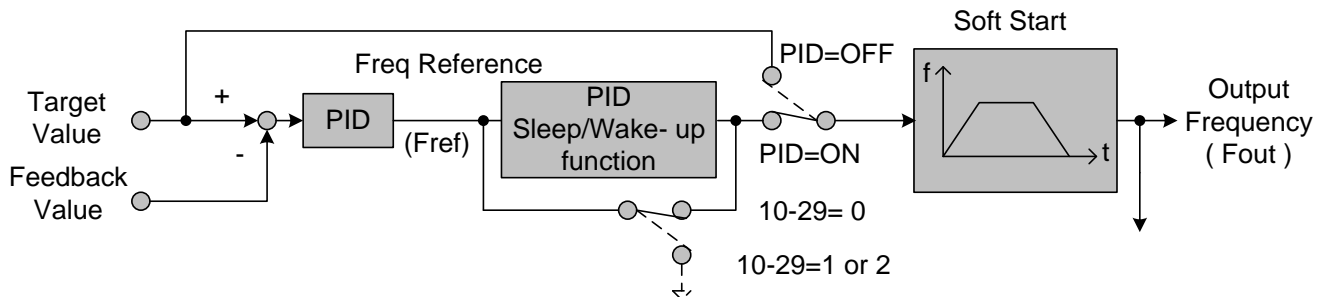 Soft Start
PID=OFF
Freq Reference
f
Target
Value
+
PID
PID
Sleep/Wake- up
function
Output
Frequency
( Fout )
(Fref)
-
PID=ON
t
Feedback
Value
10-29= 0
10-29=1 or 2